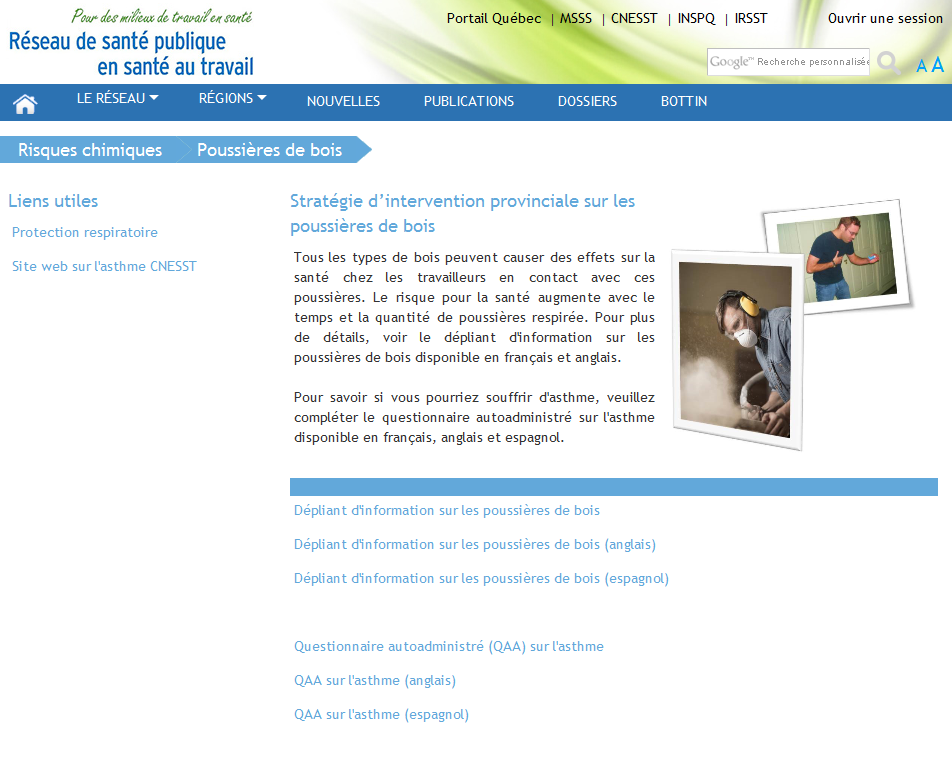 Pour des milieux de travail en santé
Réseau de santé publique
en santé au travail
Portail Québec | MSSS | CNESST | INSPQ | IRSST
Ouvrir une session
Google™ Recherche personnalisée
A A
LE RÉSEAU
RÉGIONS
NOUVELLES
PUBLICATIONS
DOSSIERS
BOTTIN
Risques chimiques
Poussières de bois
Liens utiles
Protection respiratoire
Site web sur l'asthme CNESST
Stratégie d’intervention provinciale sur les
poussières de bois
Tous les types de bois peuvent causer des effets sur la
santé chez les travailleurs en contact avec ces
poussières. Le risque pour la santé augmente avec le
temps et la quantité de poussières respirée. Pour plus
de détails, voir le dépliant d'information sur les
poussières de bois disponible en français et anglais.
Pour savoir si vous pourriez souffrir d'asthme, veuillez
compléter le questionnaire autoadministré sur l'asthme
disponible en français, anglais et espagnol.
Dépliant d'information sur les poussières de bois
Dépliant d'information sur les poussières de bois (anglais)
Dépliant d'information sur les poussières de bois (espagnol)
Questionnaire autoadministré (QAA) sur l'asthme
QAA sur l'asthme (anglais)
QAA sur l'asthme (espagnol)